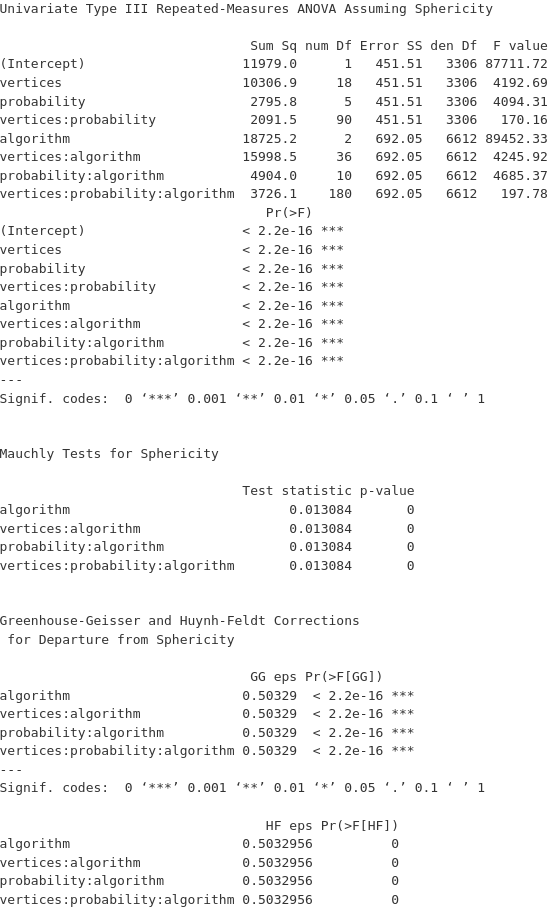 Univariate Type III Repeated-Measures ANOVA Assuming Sphericity

                                Sum Sq num Df Error SS den Df  F value
(Intercept)                    11979.0      1   451.51   3306 87711.72
vertices                       10306.9     18   451.51   3306  4192.69
probability                     2795.8      5   451.51   3306  4094.31
vertices:probability            2091.5     90   451.51   3306   170.16
algorithm                      18725.2      2   692.05   6612 89452.33
vertices:algorithm             15998.5     36   692.05   6612  4245.92
probability:algorithm           4904.0     10   692.05   6612  4685.37
vertices:probability:algorithm  3726.1    180   692.05   6612   197.78
                                  Pr(>F)
(Intercept)                    < 2.2e-16 ***
vertices                       < 2.2e-16 ***
probability                    < 2.2e-16 ***
vertices:probability           < 2.2e-16 ***
algorithm                      < 2.2e-16 ***
vertices:algorithm             < 2.2e-16 ***
probability:algorithm          < 2.2e-16 ***
vertices:probability:algorithm < 2.2e-16 ***
---
Signif. codes:  0 ‘***’ 0.001 ‘**’ 0.01 ‘*’ 0.05 ‘.’ 0.1 ‘ ’ 1


Mauchly Tests for Sphericity

                               Test statistic p-value
algorithm                            0.013084       0
vertices:algorithm                   0.013084       0
probability:algorithm                0.013084       0
vertices:probability:algorithm       0.013084       0


Greenhouse-Geisser and Huynh-Feldt Corrections
 for Departure from Sphericity

                                GG eps Pr(>F[GG])
algorithm                      0.50329  < 2.2e-16 ***
vertices:algorithm             0.50329  < 2.2e-16 ***
probability:algorithm          0.50329  < 2.2e-16 ***
vertices:probability:algorithm 0.50329  < 2.2e-16 ***
---
Signif. codes:  0 ‘***’ 0.001 ‘**’ 0.01 ‘*’ 0.05 ‘.’ 0.1 ‘ ’ 1

                                  HF eps Pr(>F[HF])
algorithm                      0.5032956          0
vertices:algorithm             0.5032956          0
probability:algorithm          0.5032956          0
vertices:probability:algorithm 0.5032956          0